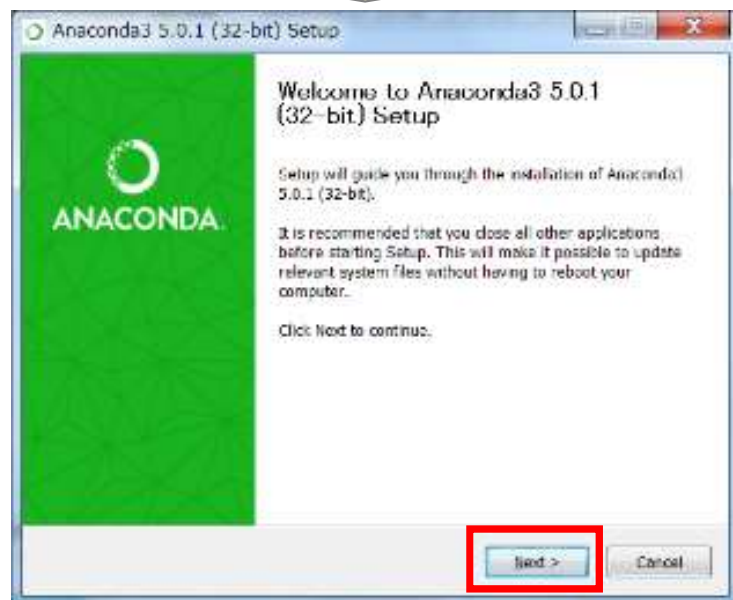 Anaconda3 5.0.1 (32-bit) Setup
Welcome to Anaconda3 5.0.1
(32-bit) Setup
ANACONDA.
Setup will guide you through the installation of Anaconda3
5.0.1 (32-bit).
It is recommended that you close all other applications
before starting Setup. This will make it possible to update
relevant system files without having to reboot your
computer.
Click Next to continue.
Next >
Cancel